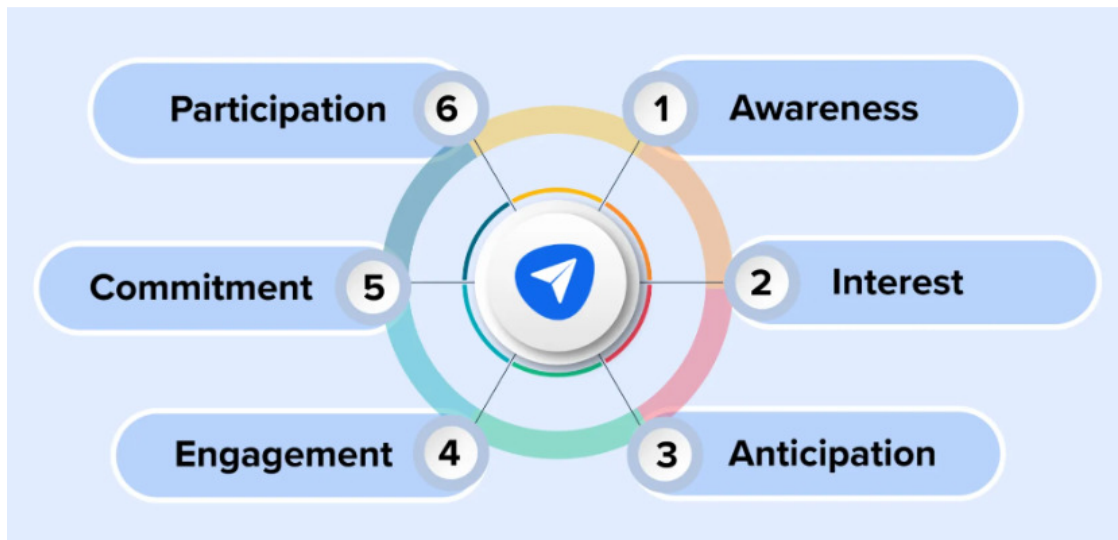 1 Awareness
2 Interest
3 Anticipation
4 Engagement
5 Commitment
6 Participation